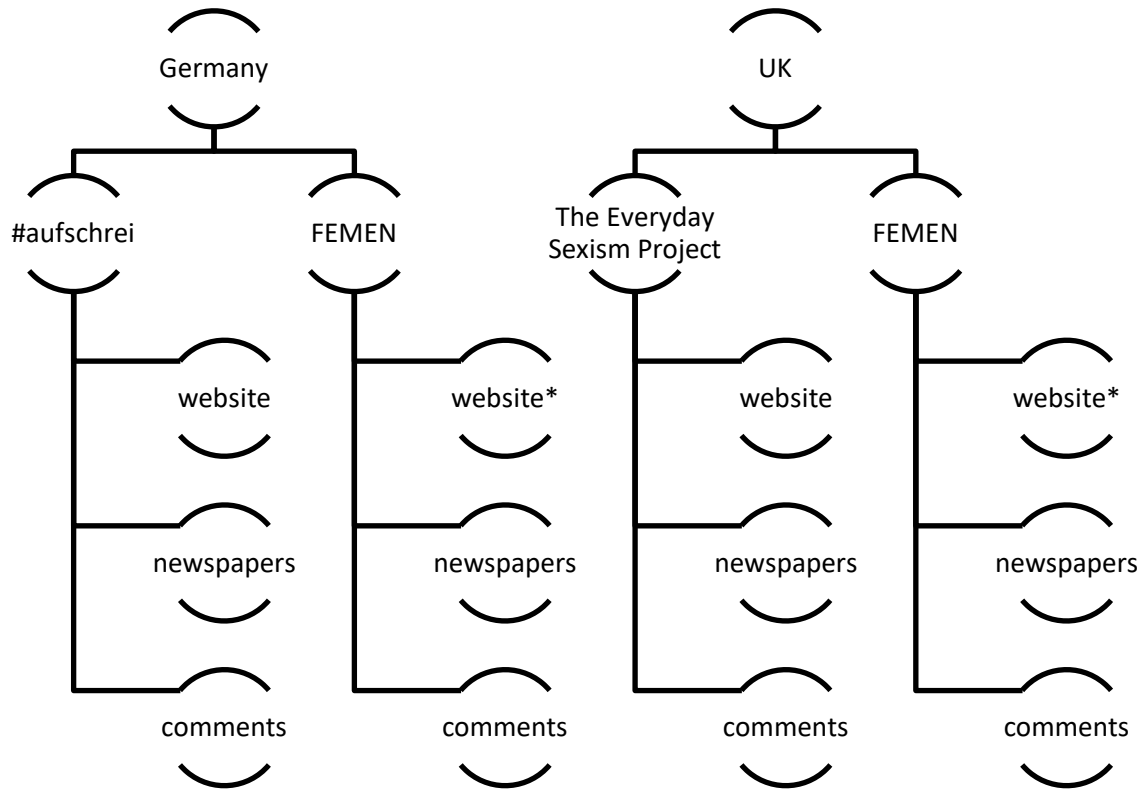 Germany
UK
#aufschrei
FEMEN
The Everyday
Sexism Project
FEMEN
website
website*
website
website*
newspapers
newspapers
newspapers
newspapers
comments
comments
comments
comments